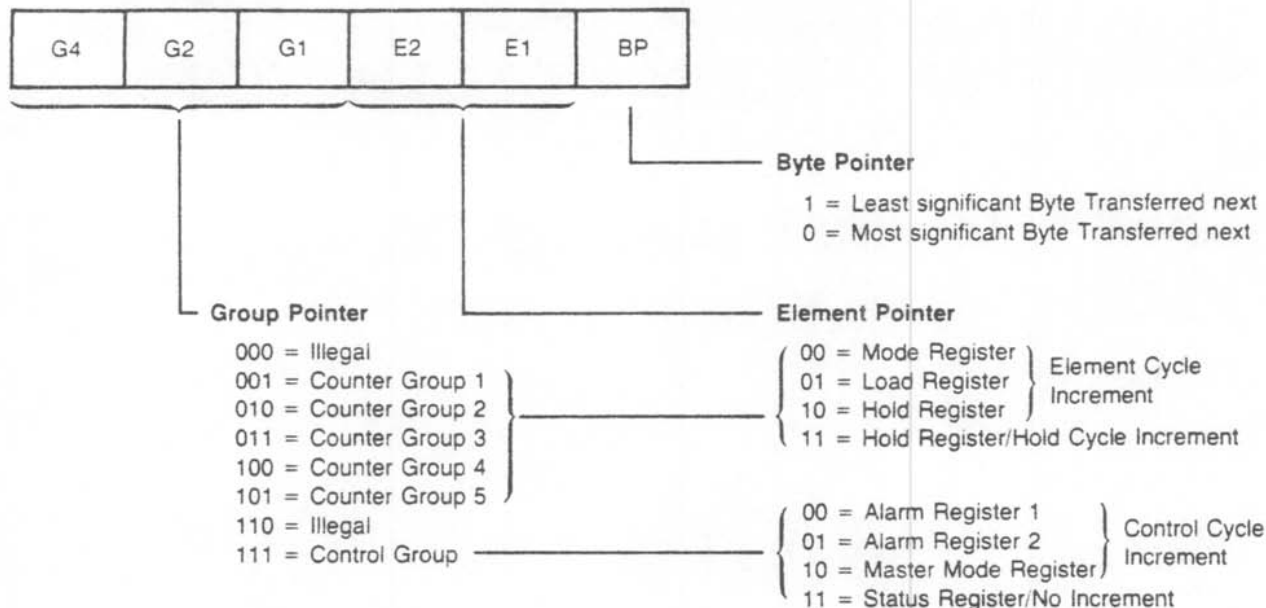 G4 G2 G1 E2 E1 BP
Byte Pointer
1 = Least significant Byte Transferred next
0 = Most significant Byte Transferred next
Group Pointer
000 = Illegal
001 = Counter Group 1
010 = Counter Group 2
011 = Counter Group 3
100 = Counter Group 4
101 = Counter Group 5
110 = Illegal
111 = Control Group
Element Pointer
00 = Mode Register
01 = Load Register
10 = Hold Register
Element Cycle
Increment
11 = Hold Register/Hold Cycle Increment
00 = Alarm Register 1
01 = Alarm Register 2
10 = Master Mode Register
Control Cycle
Increment
11 = Status Register/No Increment